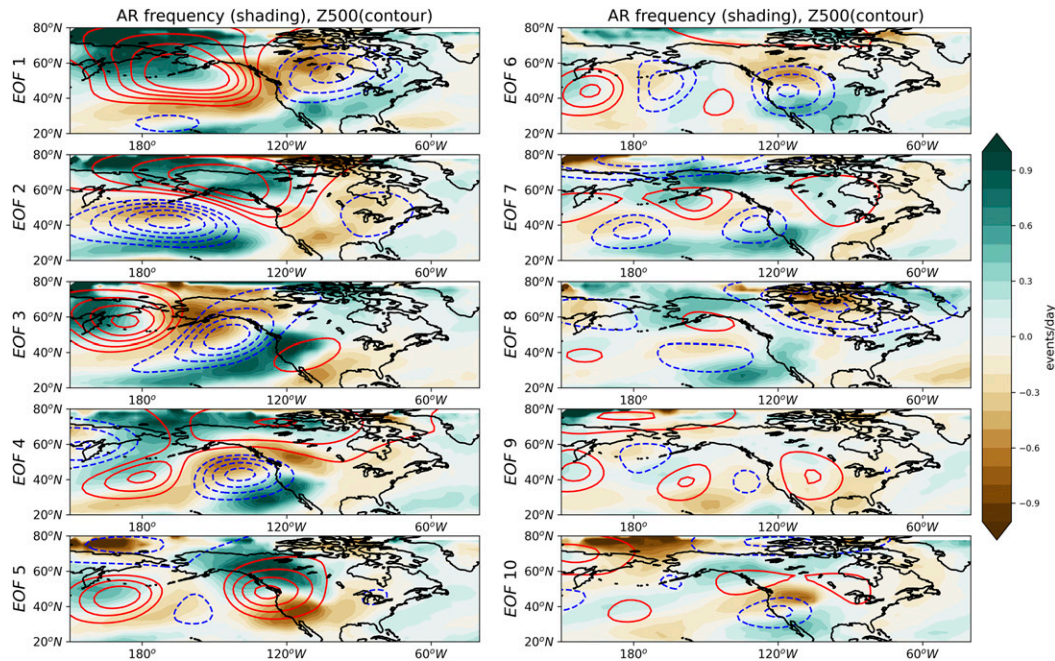 AR frequency (shading), Z500(contour)
80°N
60°N
40°N
20°N
EOF 1
180°
120°W
60°W
80°N
60°N
40°N
20°N
EOF 2
180°
120°W
60°W
80°N
60°N
40°N
20°N
EOF 3
180°
120°W
60°W
80°N
60°N
40°N
20°N
EOF 4
180°
120°W
60°W
80°N
60°N
40°N
20°N
EOF 5
180°
120°W
60°W
AR frequency (shading), Z500(contour)
80°N
60°N
40°N
20°N
EOF 6
180°
120°W
60°W
80°N
60°N
40°N
20°N
EOF 7
180°
120°W
60°W
80°N
60°N
40°N
20°N
EOF 8
180°
120°W
60°W
80°N
60°N
40°N
20°N
EOF 9
180°
120°W
60°W
80°N
60°N
40°N
20°N
EOF 10
180°
120°W
60°W
0.9
0.6
0.3
0.0
−0.3
−0.6
−0.9
events/day